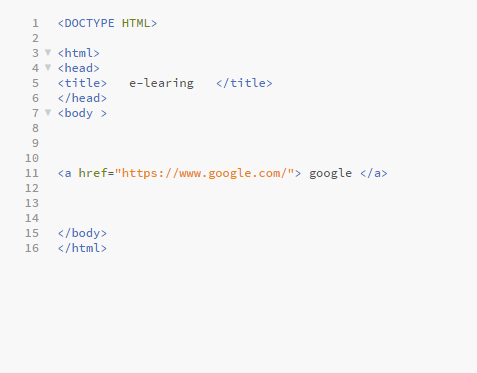 1 <DOCTYPE HTML>
2
3 <html>
4 <head>
5 <title>   e-learing   </title>
6 </head>
7 <body >
8
9
10
11 <a href="https://www.google.com/"> google </a>
12
13
14
15 </body>
16 </html>